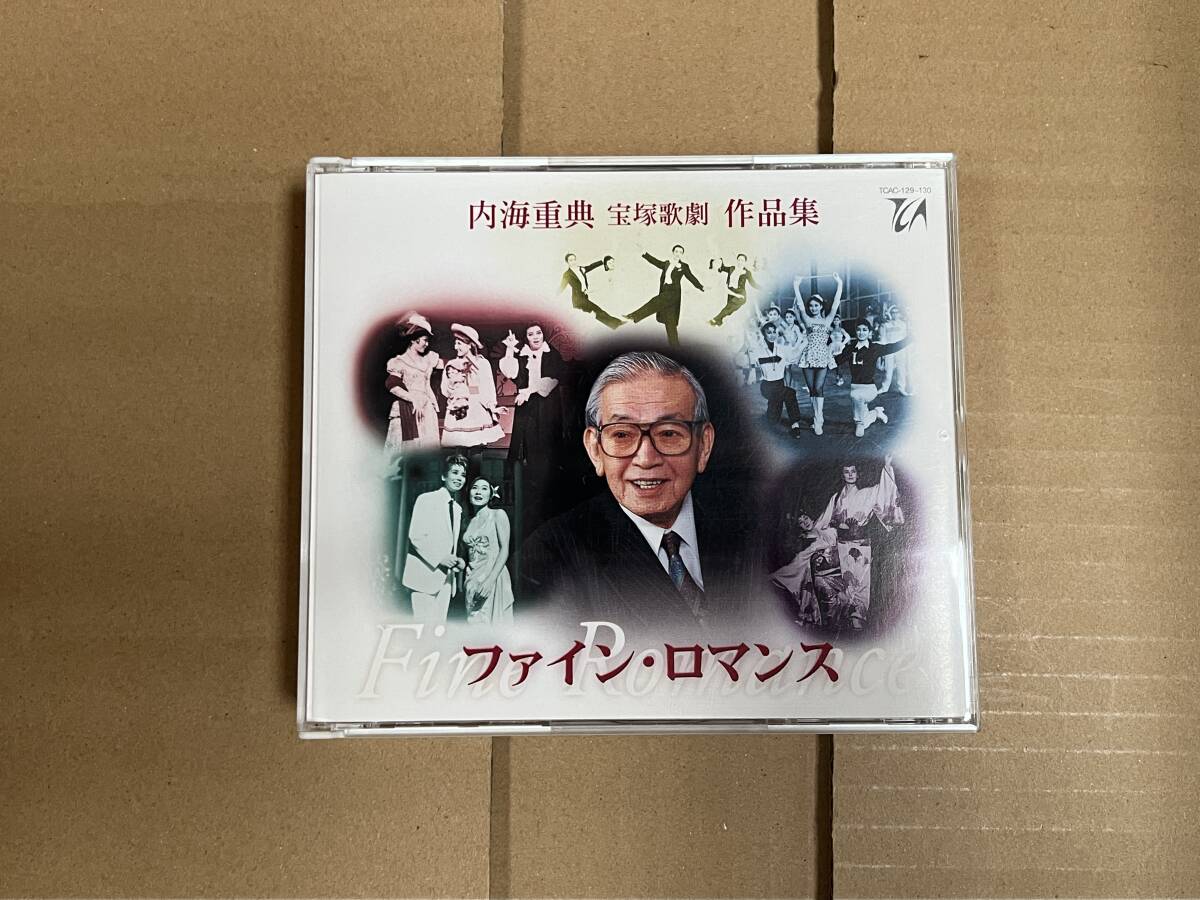 TCAC-129~130
TCA
内海重典 宝塚歌劇 作品集
Fine Romance
ファイン・ロマンス